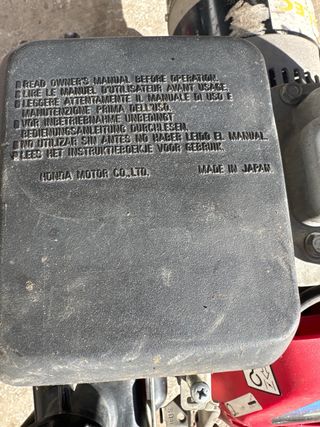 READ OWNER'S MANUAL BEFORE OPERATION.
LIRE LE MANUEL D'UTILISATEUR AVANT USAGE.
LEGGERE ATTENTAMENTE IL MANUALE DI USO E
MANUTENZIONE PRIMA DELL'USO.
VOR INBETRIEBNAHME UNBEDINGT
BEDIENUNGSANLEITUNG DURCHLESEN.
NO UTILIZAR SIN ANTES NO HABER LEIDO EL MANUAL.
LEES HET INSTRUKTIEBOEKJE VOOR GEBRUIK.
HONDA MOTOR CO.,LTD. MADE IN JAPAN